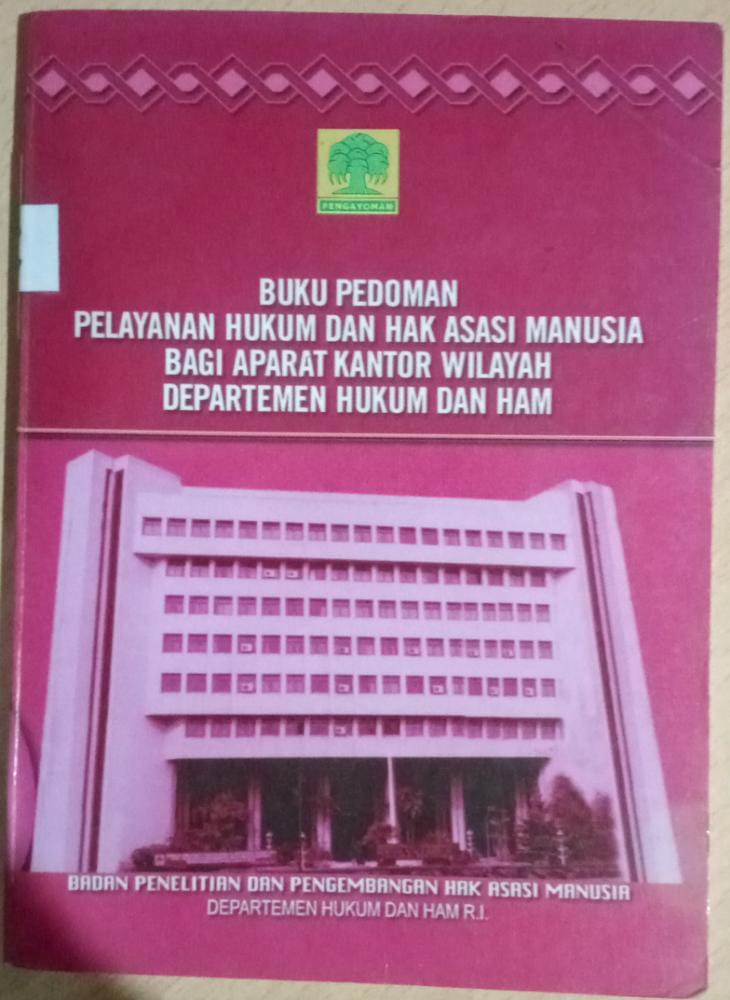 PENGAYOMAN
BUKU PEDOMAN
PELAYANAN HUKUM DAN HAK ASASI MANUSIA
BAGI APARAT KANTOR WILAYAH
DEPARTEMEN HUKUM DAN HAM
BADAN PENELITIAN DAN PENGEMBANGAN HAK ASASI MANUSIA
DEPARTEMEN HUKUM DAN HAM R.I.